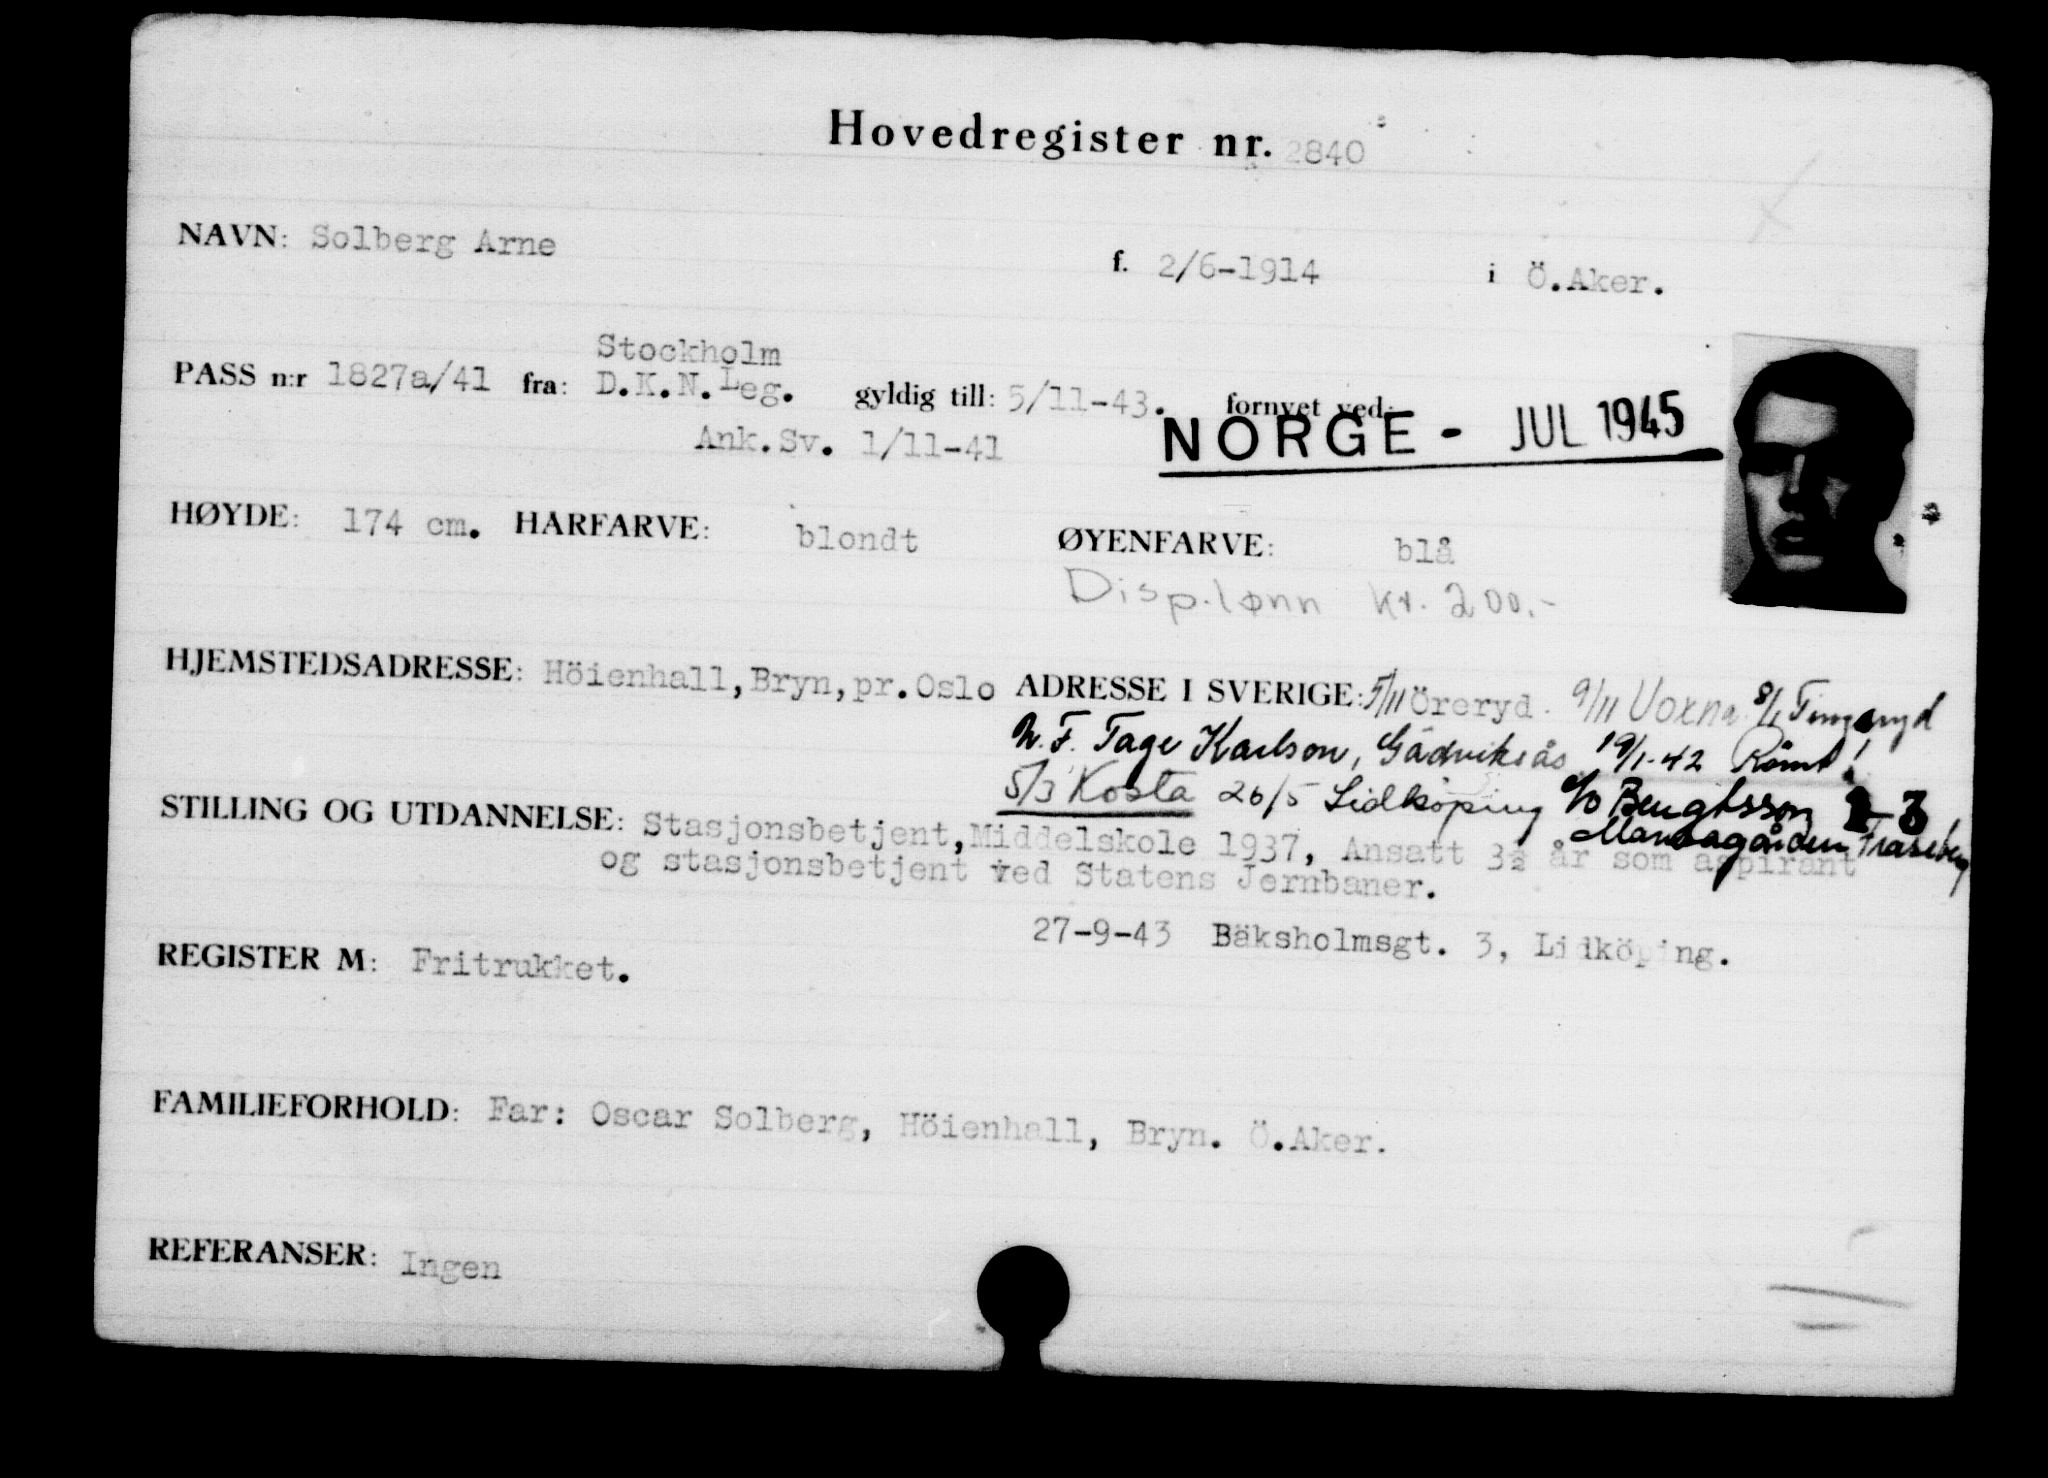 Hovedregister nr. 2840
NAVN: Solberg Arne f. 2/6-1914 i Ö.Aker.
Stockholm
PASS n:r 1827a/41 fra: D.K.N.Leg. gyldig till: 5/11-43. fornyet ved:
Ank.Sv. 1/11-41 NORGE - JUL 1945
HØYDE: 174 cm. HÅRFARVE: blondt ØYENFARVE: blå
Disp.lønn kr. 200.-
HJEMSTEDSADRESSE: Höienhall,Bryn,pr.Oslo ADRESSE I SVERIGE: 5/11 Öreryd. 9/11 Voxna 8/1 Tingsryd
Tage Karlson, 19/1-42 Rømt!
5/3 Kosta 26/5 Lidköping c/o Bengtsson
STILLING OG UTDANNELSE: Stasjonsbetjent,Middelskole 1937, Ansatt 3½ år som aspirant
og stasjonsbetjent ved Statens Jernbaner.
27-9-43 Bäksholmsgt. 3, Lidköping.
REGISTER M: Fritrukket.
FAMILIEFORHOLD: Far: Oscar Solberg, Höienhall, Bryn. Ö.Aker.
REFERANSER: Ingen